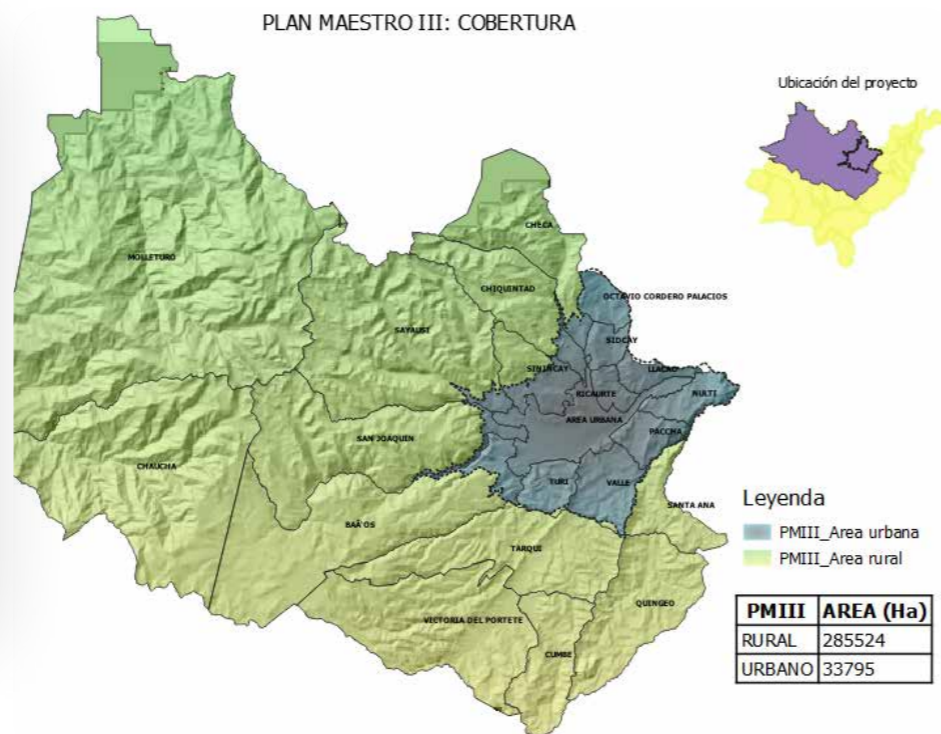 PLAN MAESTRO III: COBERTURA
Ubicación del proyecto
CHECA
MOLLETURO
CHIQUINTAD
OCTAVIO CORDERO PALACIOS
SAYAUSI
SIDCAY
SININCAY
LLACAO
RICAURTE
NULTI
AREA URBANA
PACCHA
SAN JOAQUIN
CHAUCHA
TURI
VALLE
SANTA ANA
BAÃ'OS
TARQUI
QUINGEO
VICTORIA DEL PORTETE
CUMBE
Leyenda
PMIII_Area urbana
PMIII_Area rural
PMIII AREA (Ha)
RURAL 285524
URBANO 33795